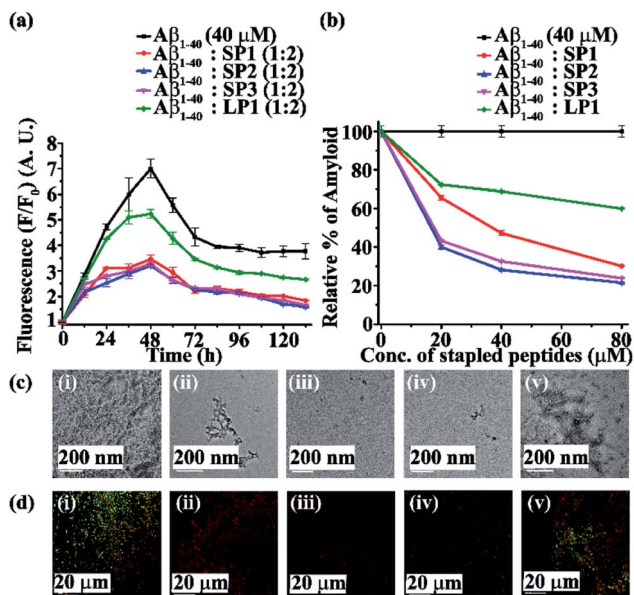 (a)
Aβ1-40 (40 μM)
Aβ1-40 : SP1 (1:2)
Aβ1-40 : SP2 (1:2)
Aβ1-40 : SP3 (1:2)
Aβ1-40 : LP1 (1:2)
Fluorescence (F/F0) (A. U.)
8
7
6
5
4
3
2
1
0 24 48 72 96 120
Time (h)
(b)
Aβ1-40 (40 μM)
Aβ1-40 : SP1
Aβ1-40 : SP2
Aβ1-40 : SP3
Aβ1-40 : LP1
Relative % of Amyloid
100
80
60
40
20
0
0 20 40 60 80
Conc. of stapled peptides (μM)
(c)
(i) (ii) (iii) (iv) (v)
200 nm 200 nm 200 nm 200 nm 200 nm
(d)
(i) (ii) (iii) (iv) (v)
20 μm 20 μm 20 μm 20 μm 20 μm